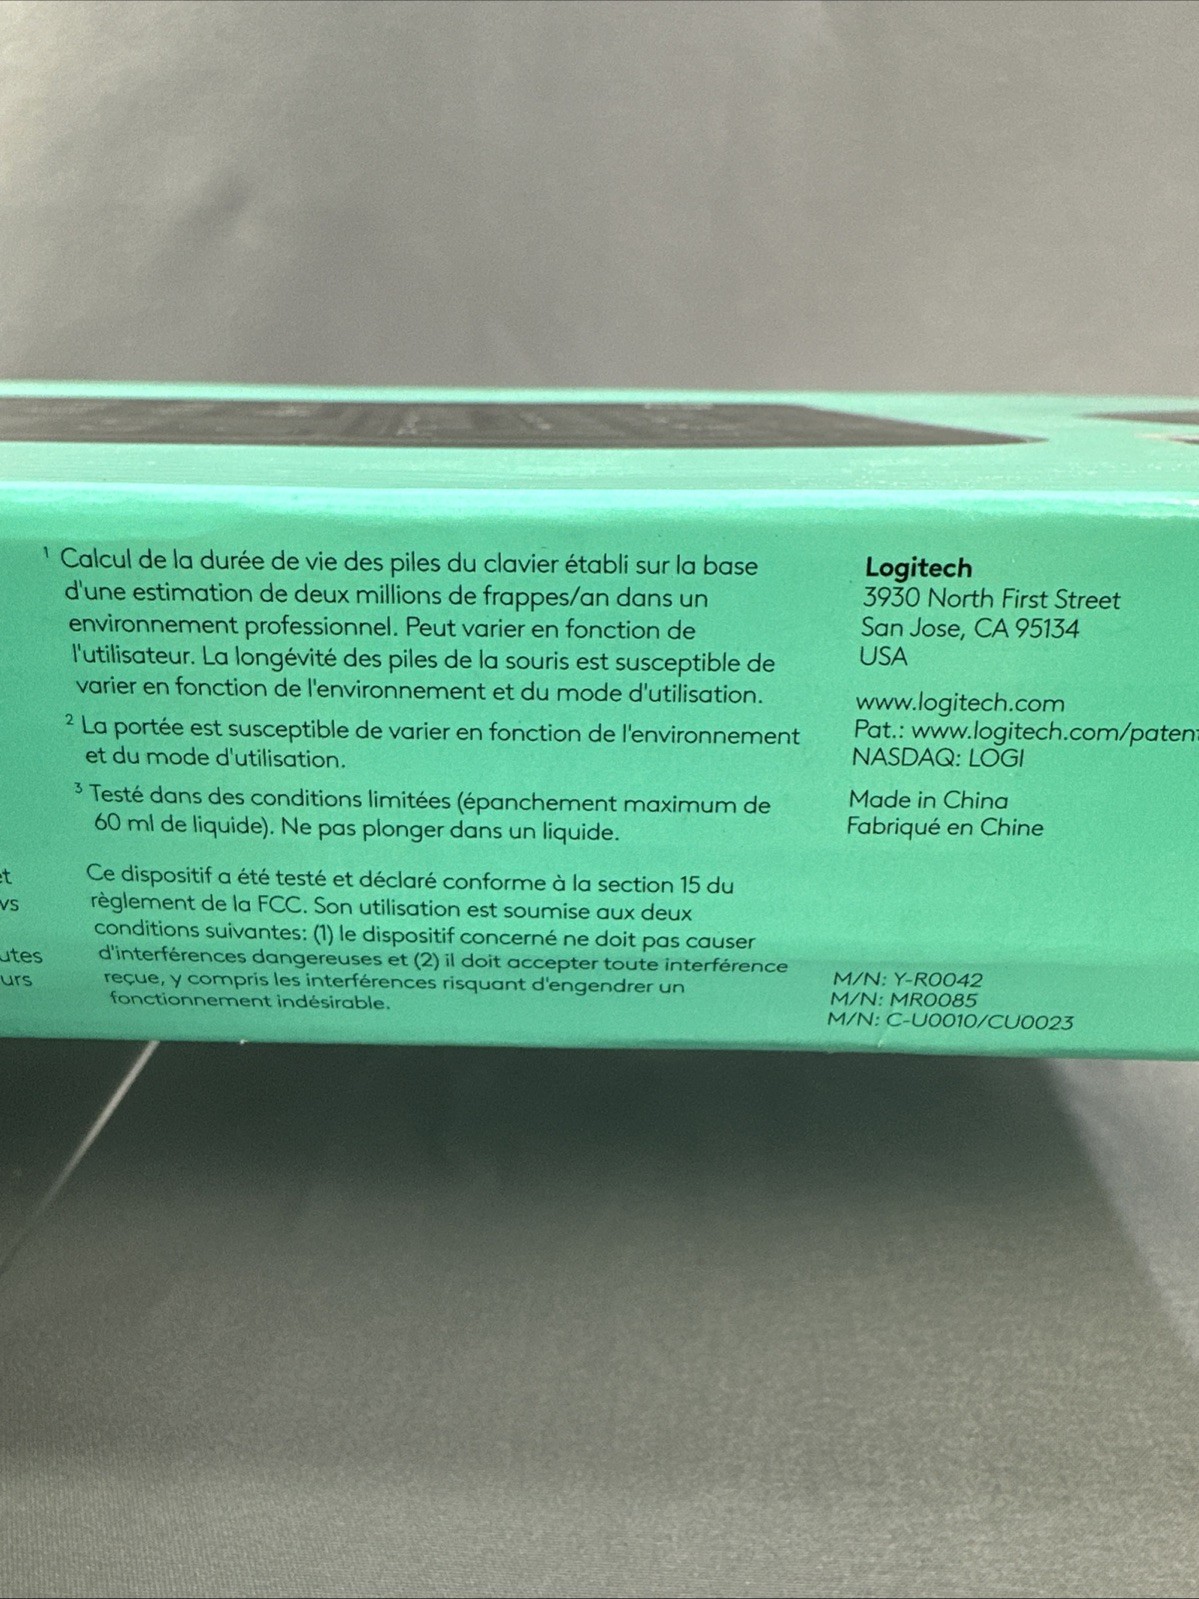 ¹ Calcul de la durée de vie des piles du clavier établi sur la base
d'une estimation de deux millions de frappes/an dans un
environnement professionnel. Peut varier en fonction de
l'utilisateur. La longévité des piles de la souris est susceptible de
varier en fonction de l'environnement et du mode d'utilisation.
² La portée est susceptible de varier en fonction de l'environnement
et du mode d'utilisation.
³ Testé dans des conditions limitées (épanchement maximum de
60 ml de liquide). Ne pas plonger dans un liquide.
Ce dispositif a été testé et déclaré conforme à la section 15 du
règlement de la FCC. Son utilisation est soumise aux deux
conditions suivantes: (1) le dispositif concerné ne doit pas causer
d'interférences dangereuses et (2) il doit accepter toute interférence
reçue, y compris les interférences risquant d'engendrer un
fonctionnement indésirable.
Logitech
3930 North First Street
San Jose, CA 95134
USA
www.logitech.com
Pat.: www.logitech.com/paten
NASDAQ: LOGI
Made in China
Fabriqué en Chine
M/N: Y-R0042
M/N: MR0085
M/N: C-U0010/CU0023